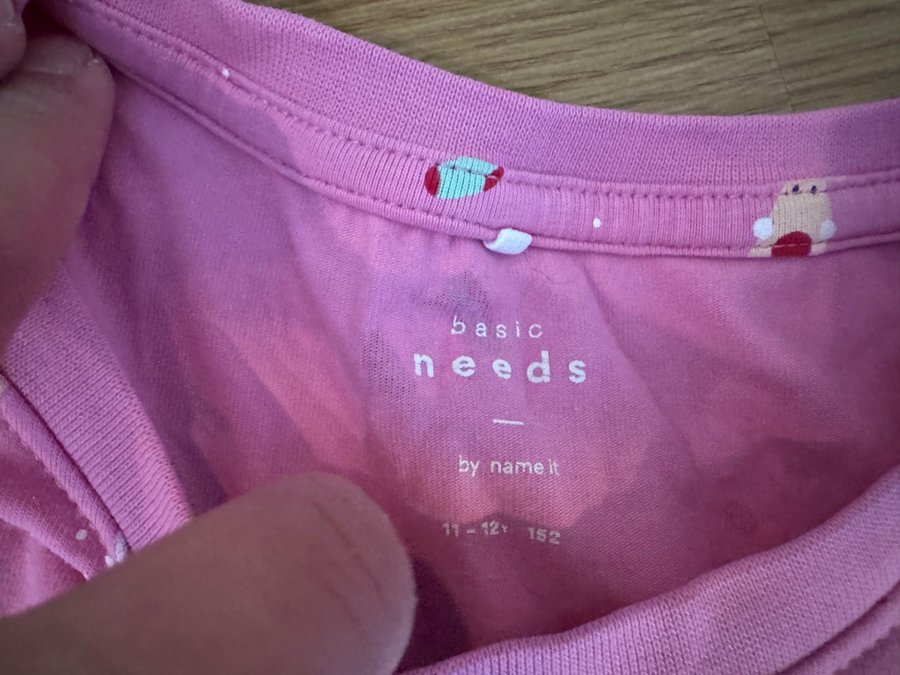 basic
needs
by name it
11-12Y 152